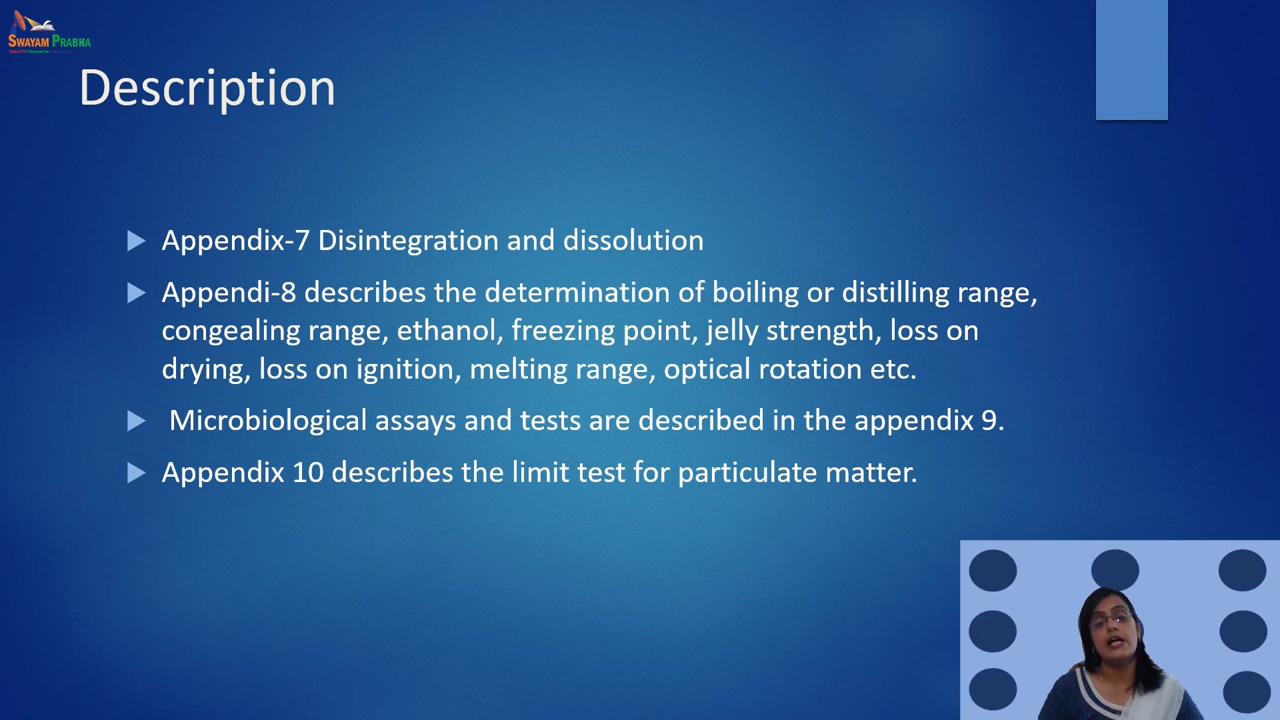 SWAYAM PRABHA
Description
Appendix-7 Disintegration and dissolution
Appendi-8 describes the determination of boiling or distilling range,
congealing range, ethanol, freezing point, jelly strength, loss on
drying, loss on ignition, melting range, optical rotation etc.
Microbiological assays and tests are described in the appendix 9.
Appendix 10 describes the limit test for particulate matter.